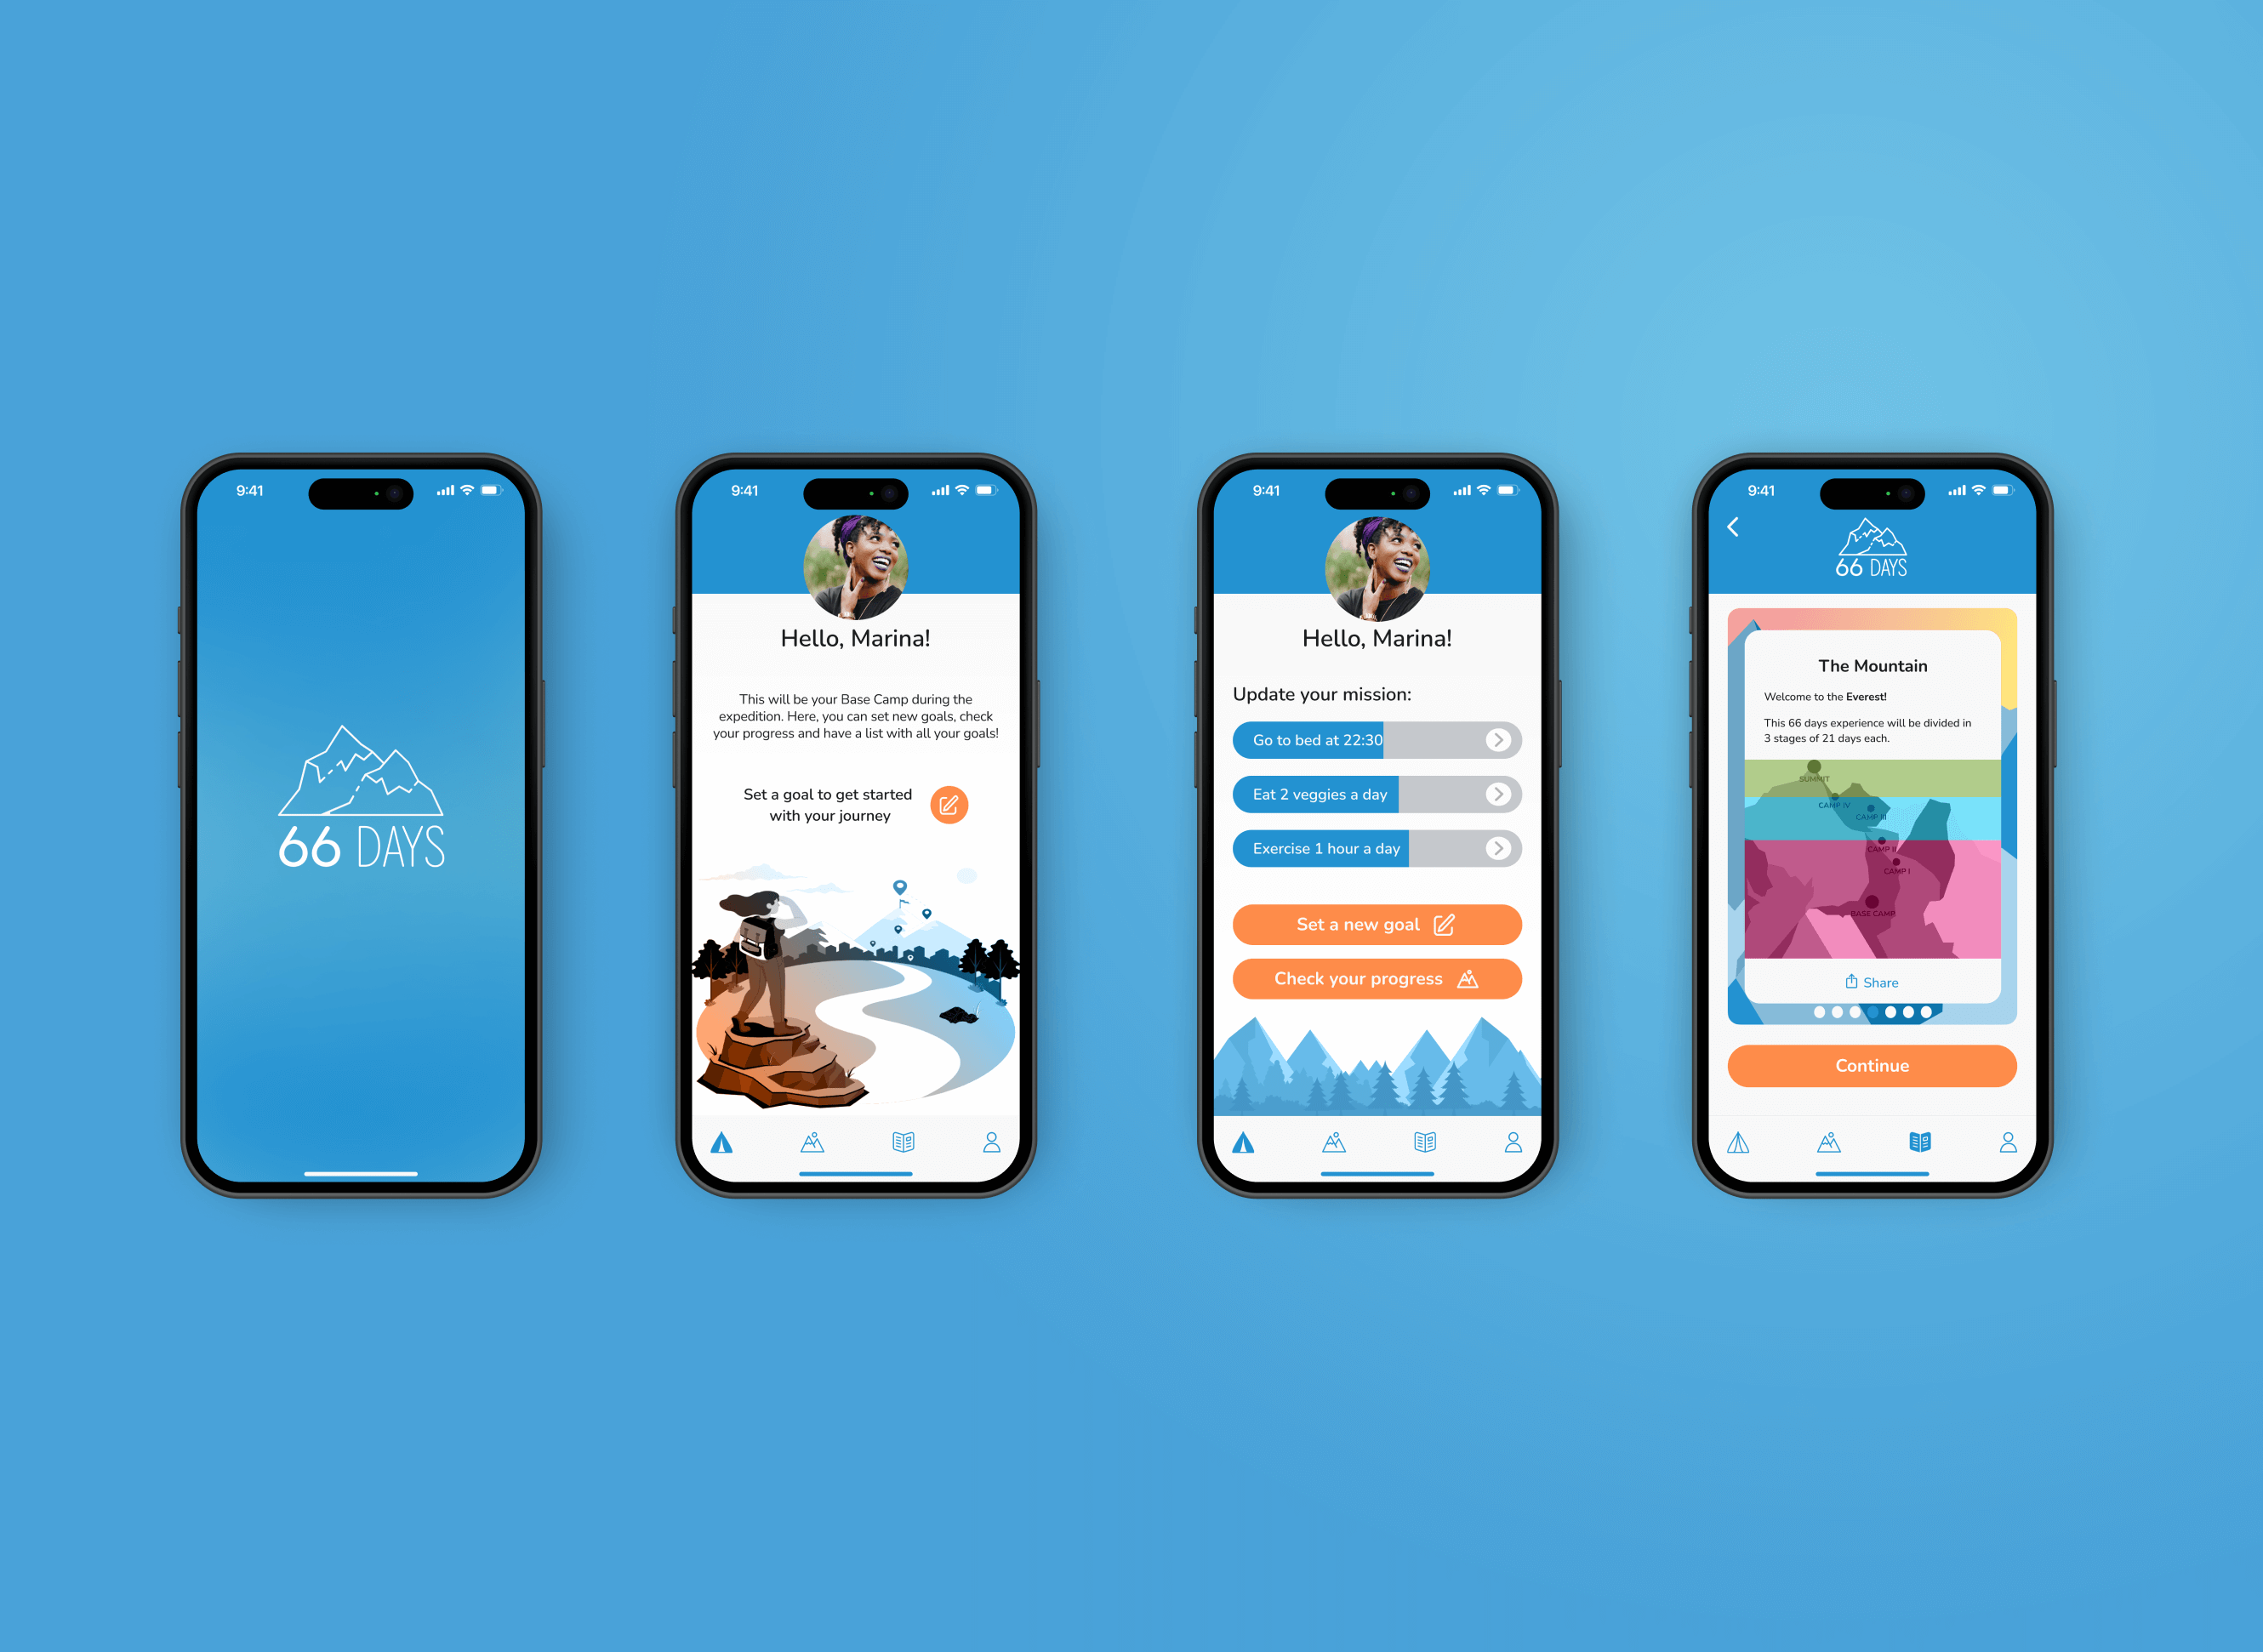 9:41
66 DAYS
9:41
Hello, Marina!
This will be your Base Camp during the
expedition. Here, you can set new goals, check
your progress and have a list with all your goals!
Set a goal to get started
with your journey
9:41
Hello, Marina!
Update your mission:
Go to bed at 22:30
Eat 2 veggies a day
Exercise 1 hour a day
Set a new goal
Check your progress
9:41
66 DAYS
The Mountain
Welcome to the Everest!
This 66 days experience will be divided in
3 stages of 21 days each.
SUMMIT
CAMP IV
CAMP III
CAMP II
CAMP I
BASE CAMP
Share
Continue